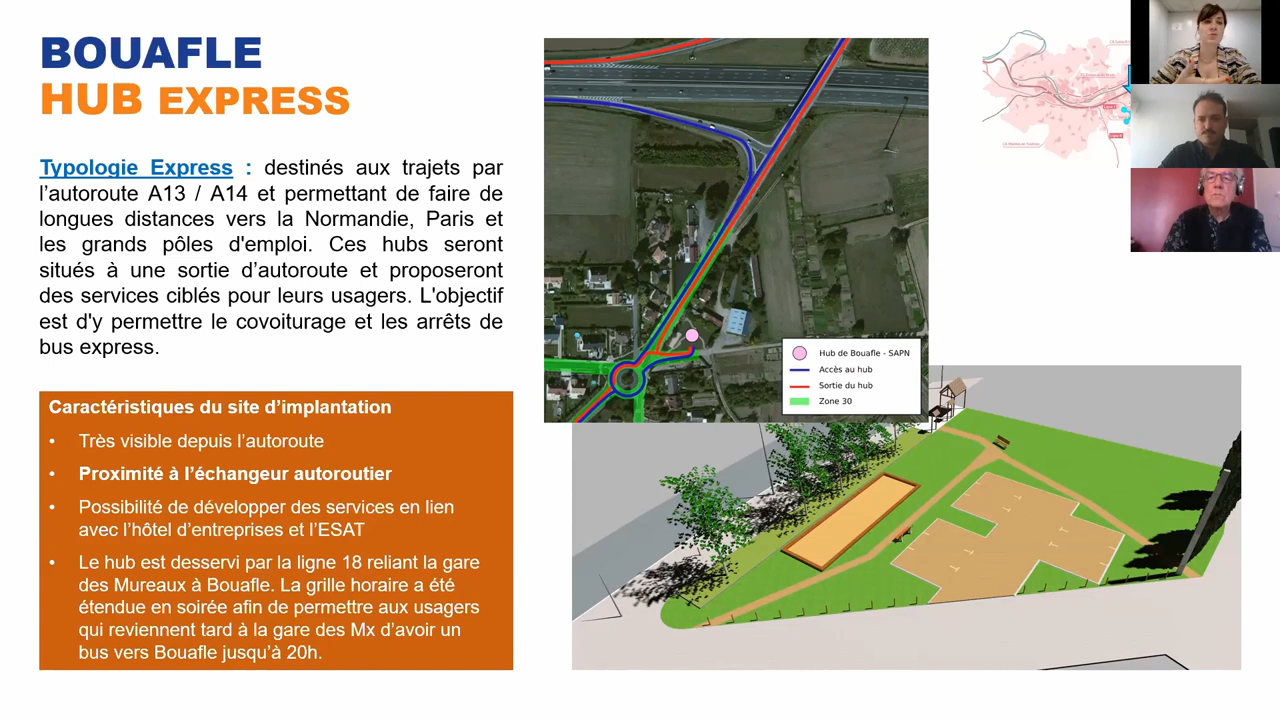 BOUAFLE
HUB EXPRESS
Typologie Express : destinés aux trajets par
l'autoroute A13 / A14 et permettant de faire de
longues distances vers la Normandie, Paris et
les grands pôles d'emploi. Ces hubs seront
situés à une sortie d'autoroute et proposeront
des services ciblés pour leurs usagers. L'objectif
est d'y permettre le covoiturage et les arrêts de
bus express.
Caractéristiques du site d'implantation
• Très visible depuis l'autoroute
• Proximité à l'échangeur autoroutier
• Possibilité de développer des services en lien
avec l'hôtel d'entreprises et l'ESAT
• Le hub est desservi par la ligne 18 reliant la gare
des Mureaux à Bouafle. La grille horaire a été
étendue en soirée afin de permettre aux usagers
qui reviennent tard à la gare des Mx d'avoir un
bus vers Bouafle jusqu'à 20h.
Hub de Bouafle - SAPN
Accès au hub
Sortie du hub
Zone 30